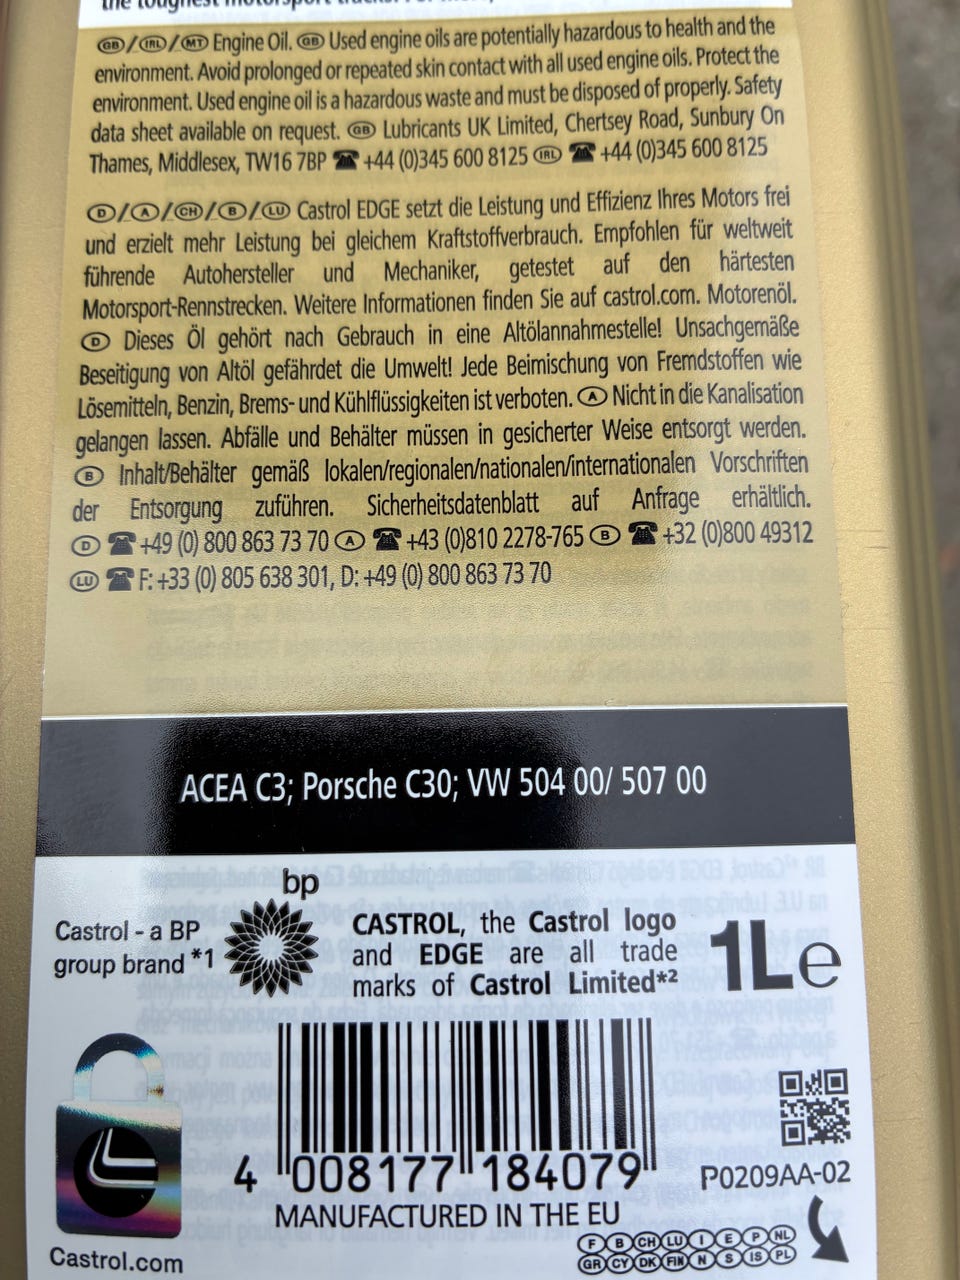 the toughest motorsport tracks.
GB/IRL/MT Engine Oil. GB Used engine oils are potentially hazardous to health and the
environment. Avoid prolonged or repeated skin contact with all used engine oils. Protect the
environment. Used engine oil is a hazardous waste and must be disposed of properly. Safety
data sheet available on request. GB Lubricants UK Limited, Chertsey Road, Sunbury On
Thames, Middlesex, TW16 7BP ☎ +44 (0)345 600 8125 IRL ☎ +44 (0)345 600 8125
D/A/CH/B/LU Castrol EDGE setzt die Leistung und Effizienz Ihres Motors frei
und erzielt mehr Leistung bei gleichem Kraftstoffverbrauch. Empfohlen für weltweit
führende Autohersteller und Mechaniker, getestet auf den härtesten
Motorsport-Rennstrecken. Weitere Informationen finden Sie auf castrol.com. Motorenöl.
D Dieses Öl gehört nach Gebrauch in eine Altölannahmestelle! Unsachgemäße
Beseitigung von Altöl gefährdet die Umwelt! Jede Beimischung von Fremdstoffen wie
Lösemitteln, Benzin, Brems- und Kühlflüssigkeiten ist verboten. A Nicht in die Kanalisation
gelangen lassen. Abfälle und Behälter müssen in gesicherter Weise entsorgt werden.
B Inhalt/Behälter gemäß lokalen/regionalen/nationalen/internationalen Vorschriften
der Entsorgung zuführen. Sicherheitsdatenblatt auf Anfrage erhältlich.
D ☎ +49 (0) 800 863 73 70 A ☎ +43 (0)810 2278-765 B ☎ +32 (0)800 49312
LU ☎ F: +33 (0) 805 638 301, D: +49 (0) 800 863 73 70
ACEA C3; Porsche C30; VW 504 00/ 507 00
bp
Castrol - a BP
group brand *1
CASTROL, the Castrol logo
and EDGE are all trade
marks of Castrol Limited*²
1L e
4 008177 184079
P0209AA-02
MANUFACTURED IN THE EU
F B CH LU I E P NL
GR CY DK FIN N S IS PL
Castrol.com